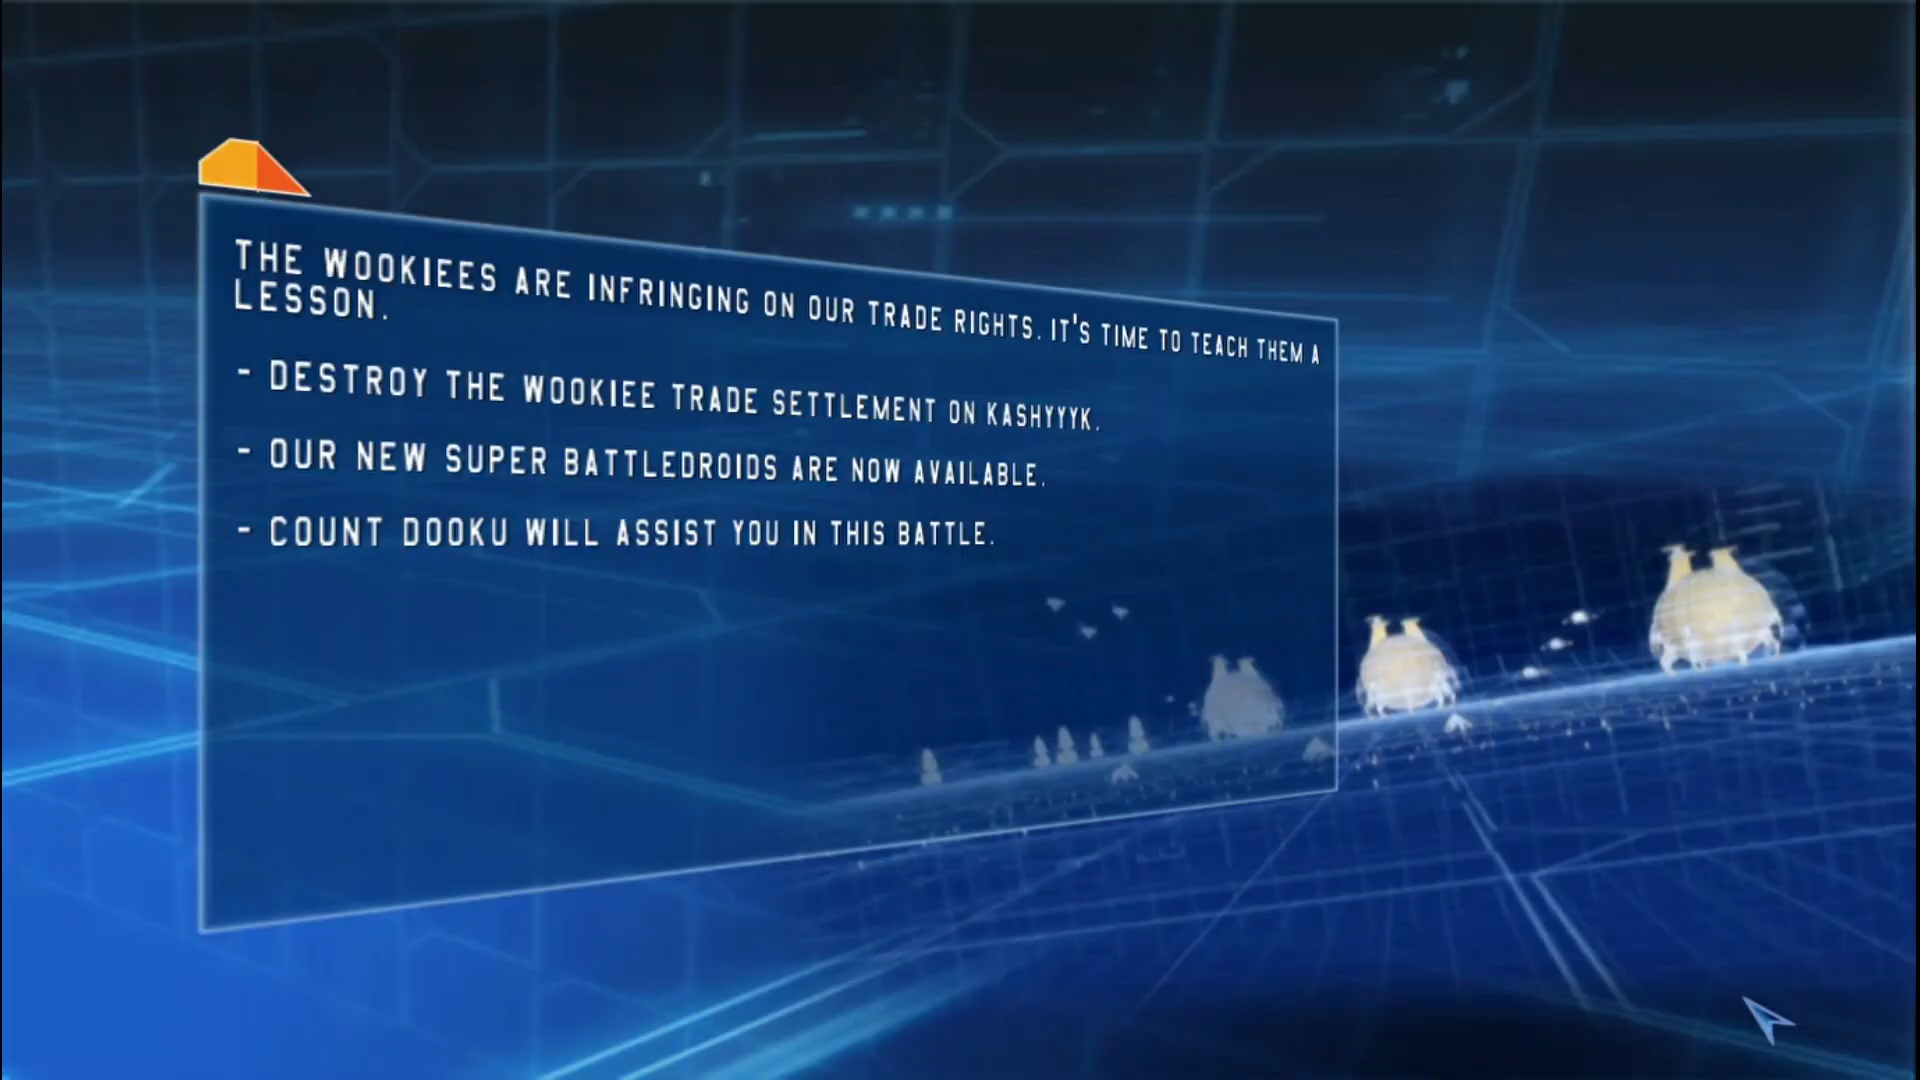 THE WOOKIEES ARE INFRINGING ON OUR TRADE RIGHTS. IT'S TIME TO TEACH THEM A
LESSON.
- DESTROY THE WOOKIEE TRADE SETTLEMENT ON KASHYYYK.
- OUR NEW SUPER BATTLEDROIDS ARE NOW AVAILABLE.
- COUNT DOOKU WILL ASSIST YOU IN THIS BATTLE.